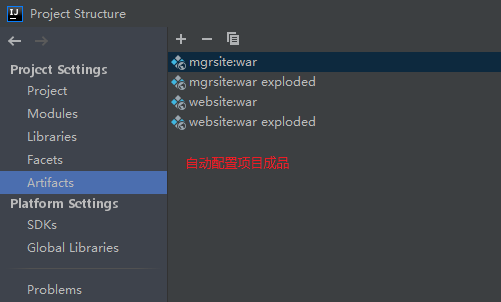 Project Structure
Project Settings
Project
Modules
Libraries
Facets
Artifacts
Platform Settings
SDKs
Global Libraries
Problems
mgrsite:war
mgrsite:war exploded
website:war
website:war exploded
自动配置项目成品